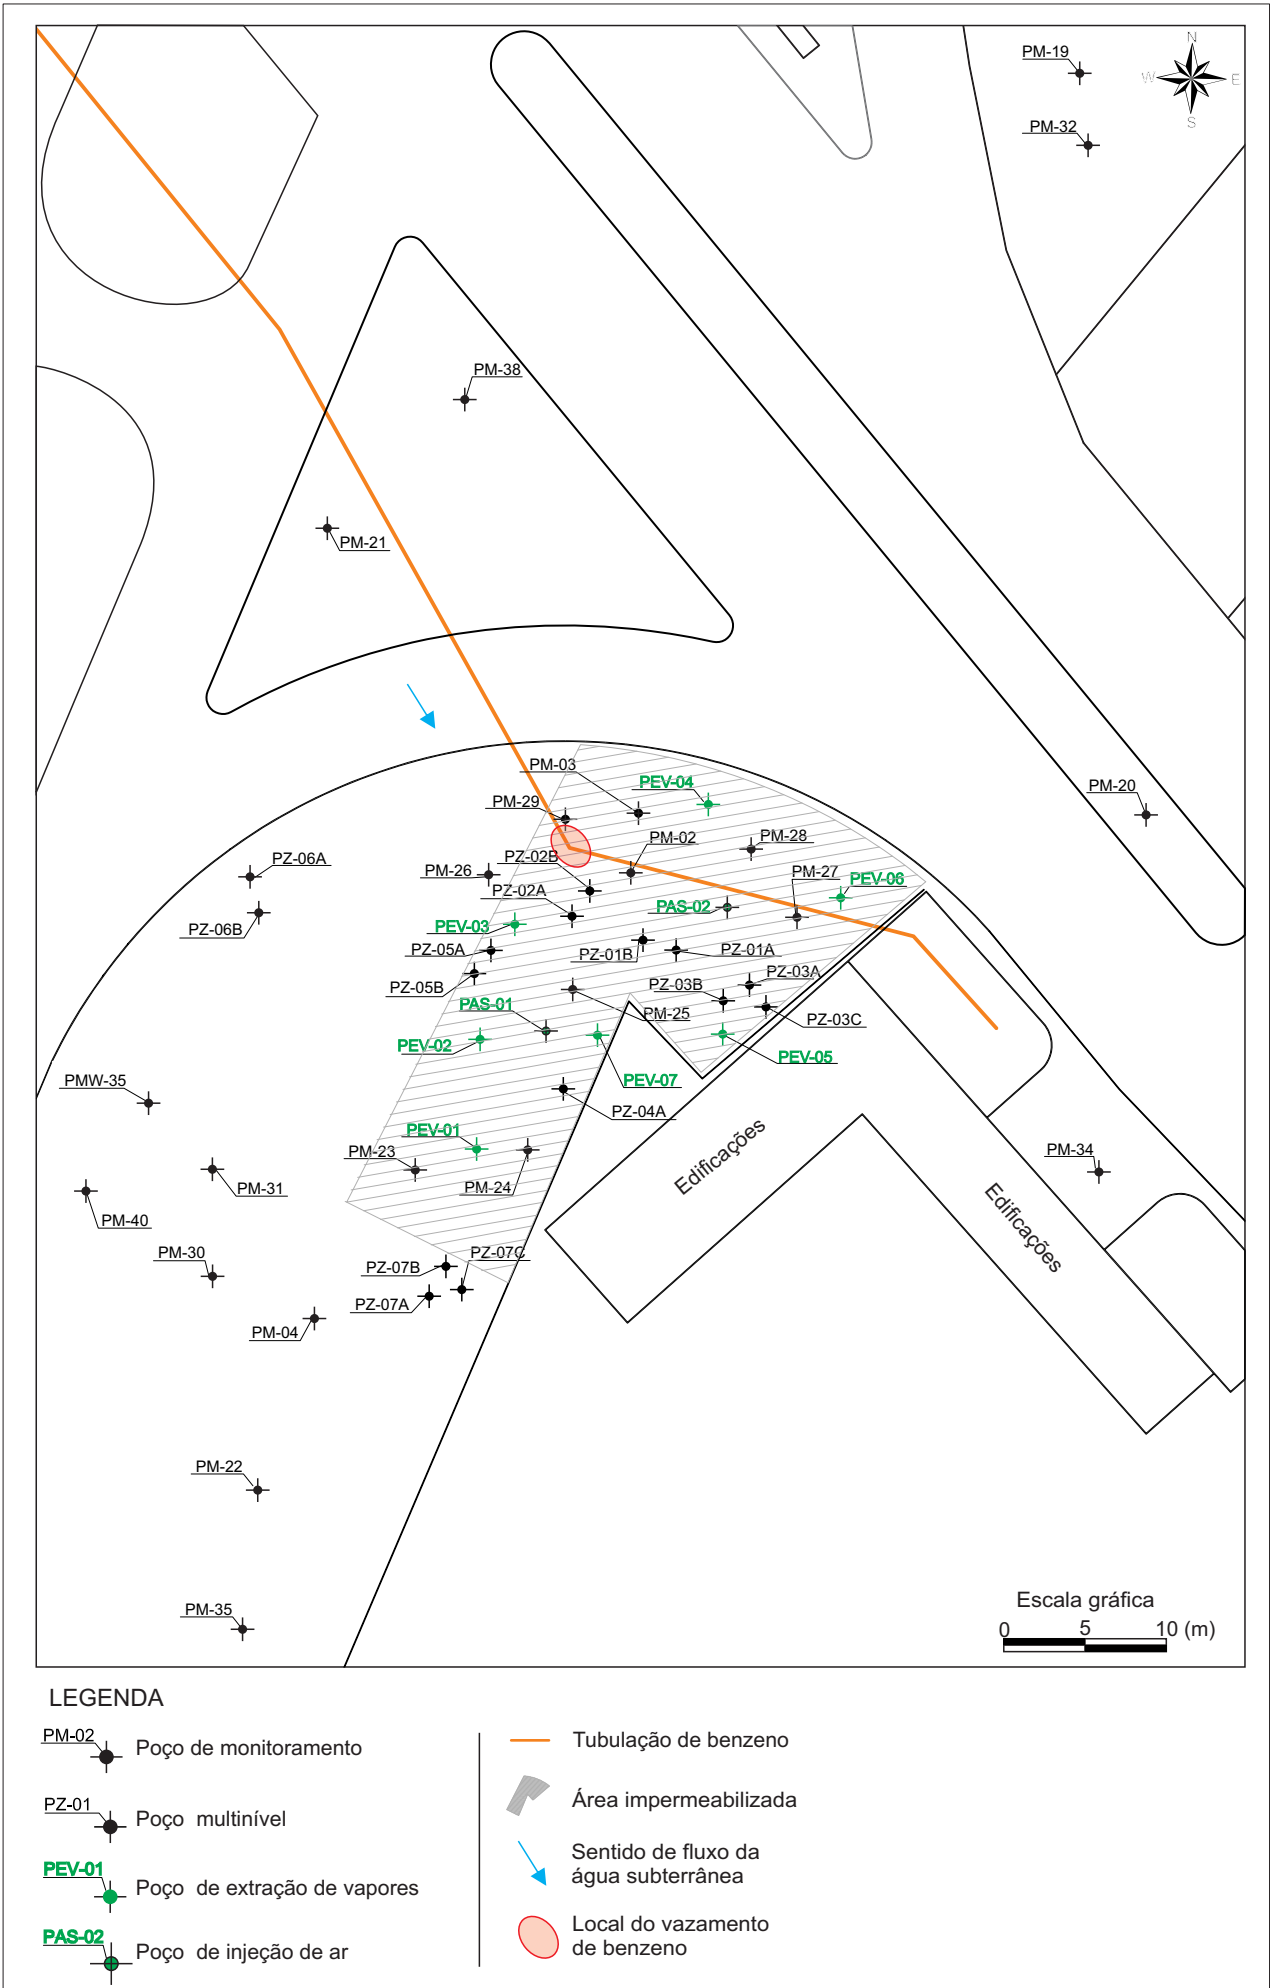 PM-19
N
W
E
S
PM-32
PM-38
PM-21
PM-03
PEV-04
PM-29
PM-20
PM-02
PM-28
PZ-02B
PZ-06A
PM-26
PM-27
PEV-06
PZ-02A
PAS-02
PZ-06B
PEV-03
PZ-05A
PZ-01B
PZ-01A
PZ-05B
PZ-03B
PZ-03A
PAS-01
PM-25
PZ-03C
PEV-02
PEV-05
PEV-07
PMW-35
PZ-04A
PEV-01
PM-23
Edificações
PM-34
PM-31
PM-24
PM-40
Edificações
PM-30
PZ-07B
PZ-07C
PZ-07A
PM-04
PM-22
PM-35
Escala gráfica
0 5 10 (m)
LEGENDA
PM-02
Poço de monitoramento
PZ-01
Poço multinível
PEV-01
Poço de extração de vapores
PAS-02
Poço de injeção de ar
Tubulação de benzeno
Área impermeabilizada
Sentido de fluxo da
água subterrânea
Local do vazamento
de benzeno